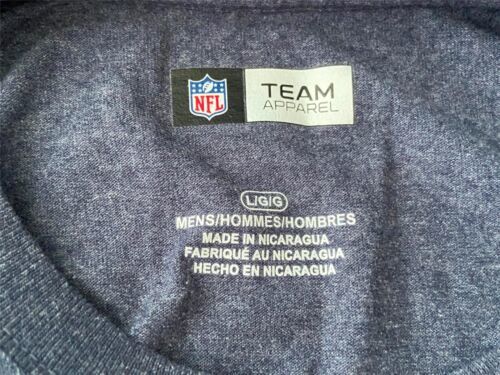 NFL
TEAM
APPAREL
L/G/G
MENS/HOMMES/HOMBRES
MADE IN NICARAGUA
FABRIQUÉ AU NICARAGUA
HECHO EN NICARAGUA